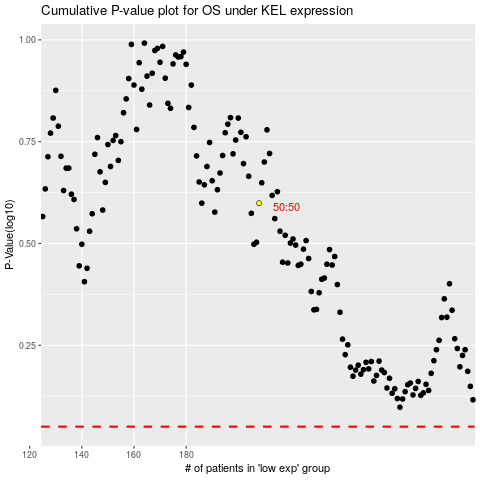 Cumulative P-value plot for OS under KEL expression
1.00
0.75
0.50
0.25
P-Value(log10)
50:50
120 140 160 180
# of patients in 'low exp' group